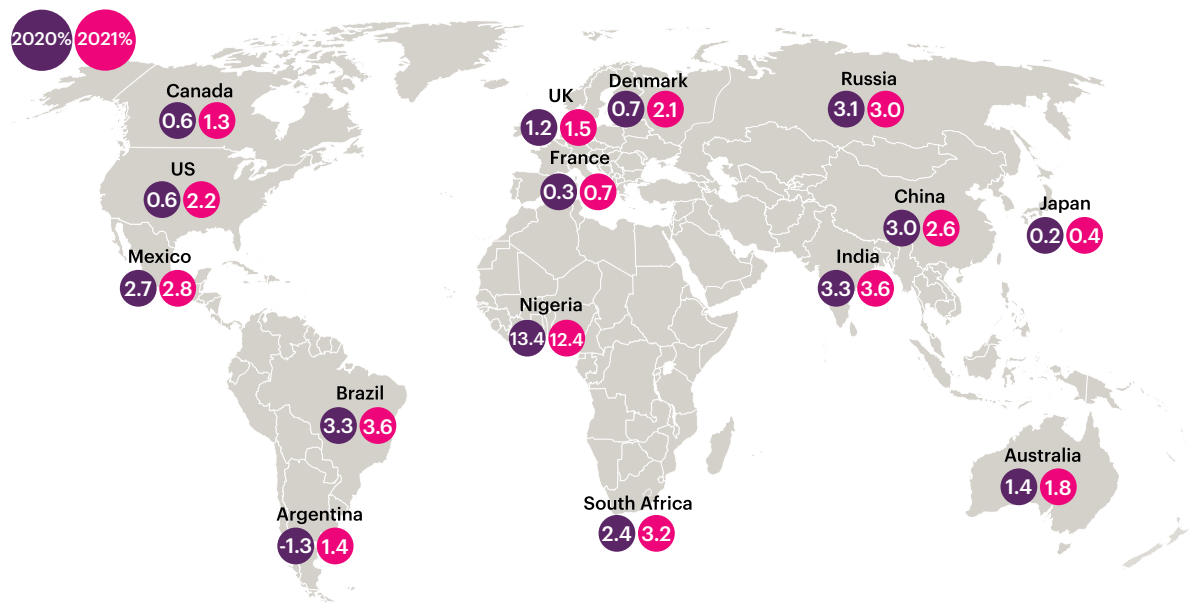 2020% 2021%
Canada
0.6 1.3
US
0.6 2.2
Mexico
2.7 2.8
Brazil
3.3 3.6
Argentina
-1.3 1.4
UK
1.2 1.5
Denmark
0.7 2.1
France
0.3 0.7
Nigeria
13.4 12.4
South Africa
2.4 3.2
Russia
3.1 3.0
China
3.0 2.6
India
3.3 3.6
Japan
0.2 0.4
Australia
1.4 1.8